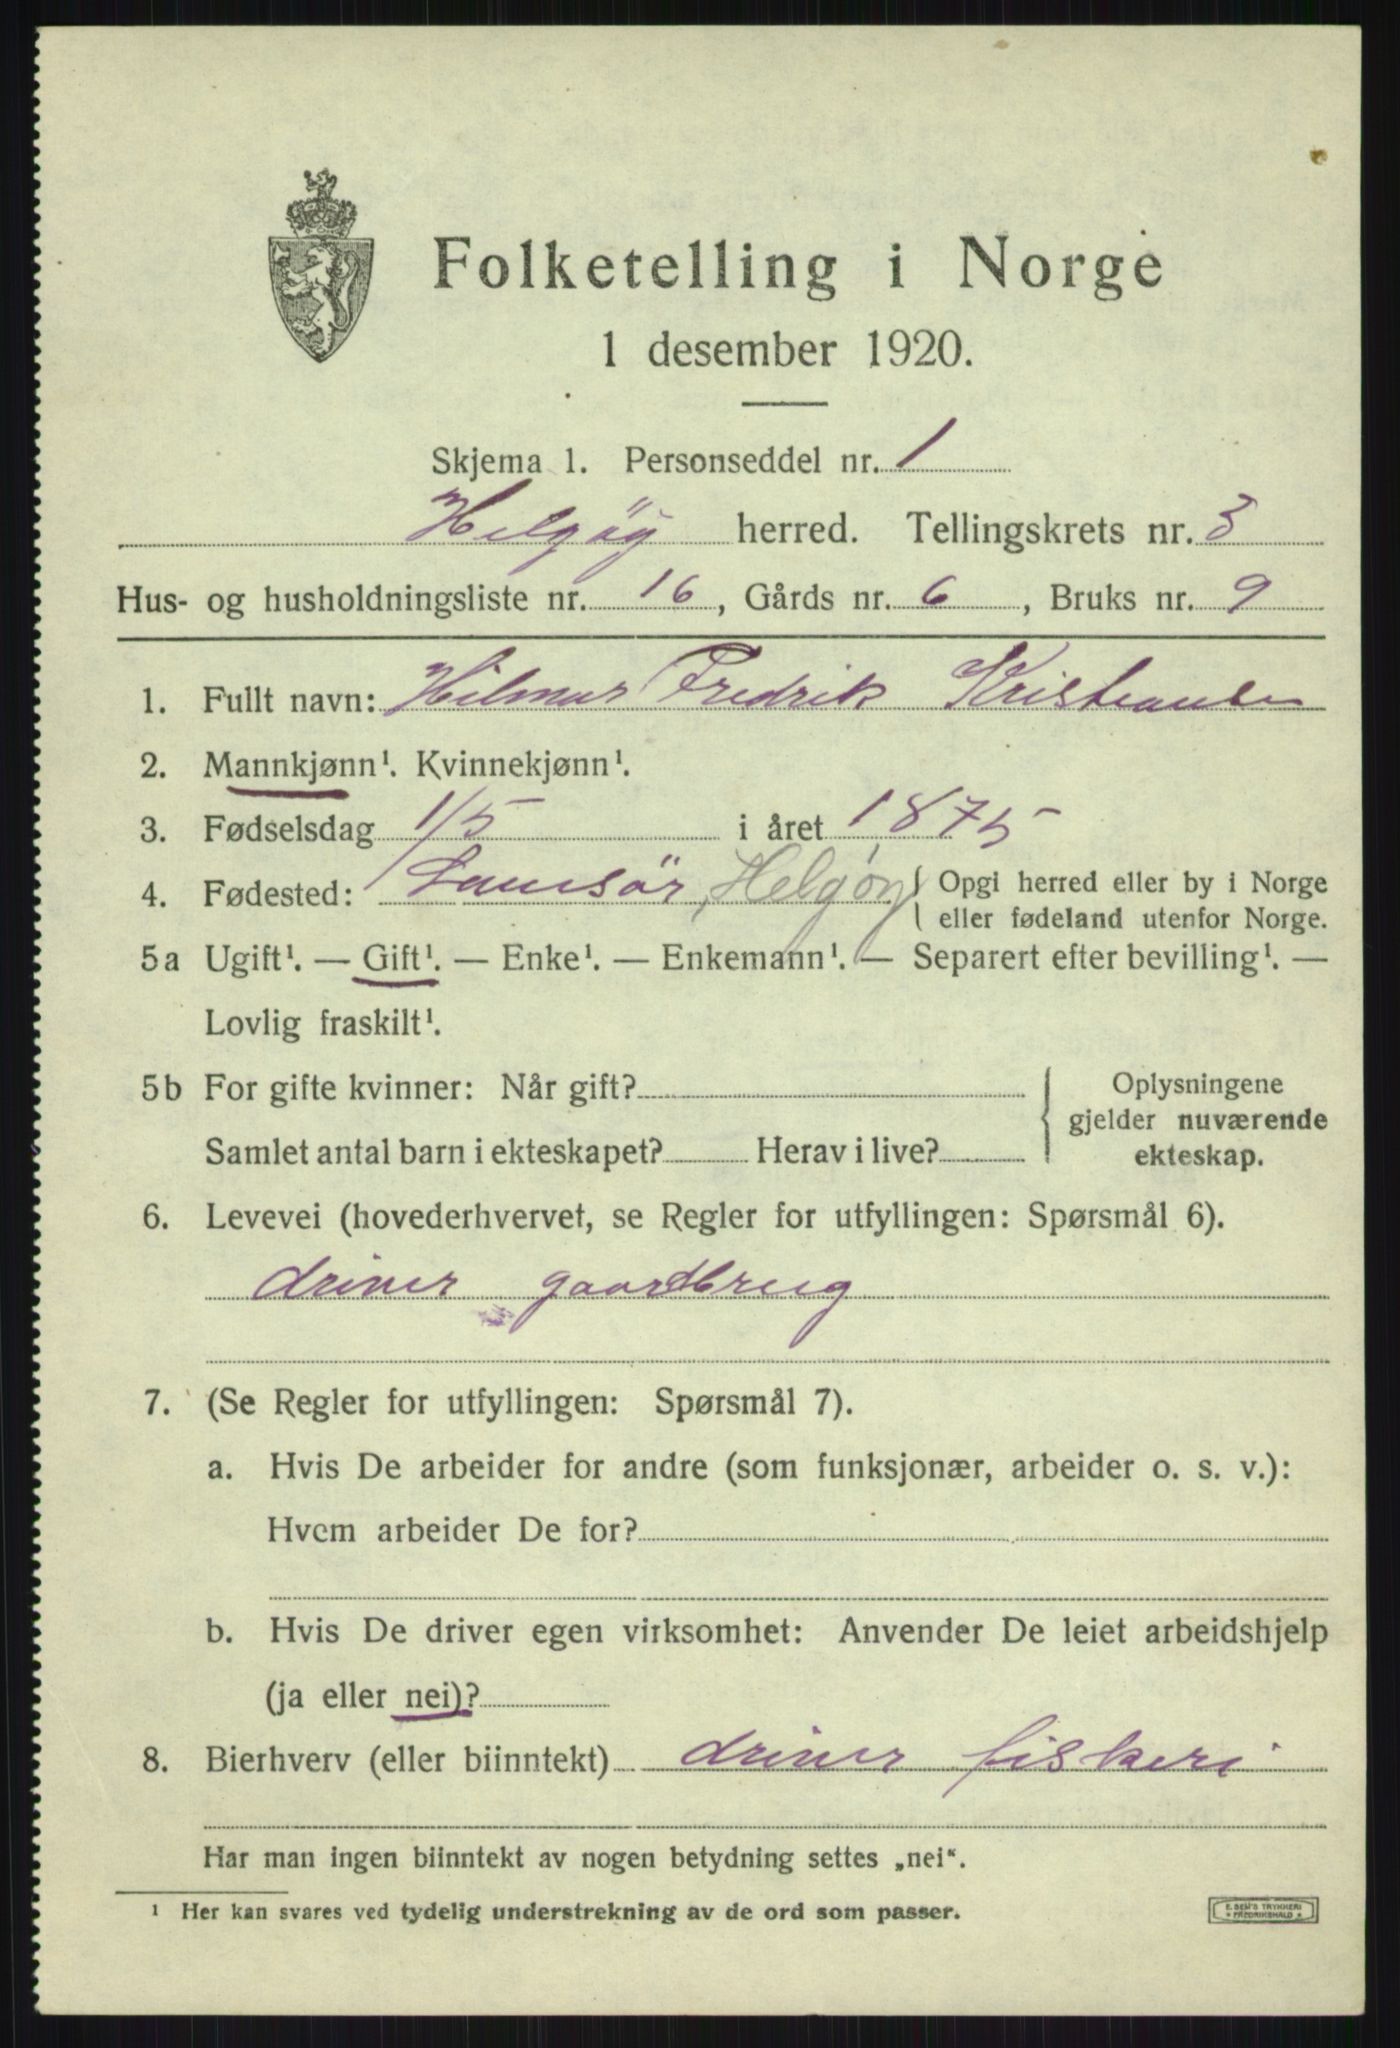 Folketelling i Norge
1 desember 1920.
Skjema 1. Personseddel nr. 1
Helgøy herred. Tellingskrets nr. 3
Hus- og husholdningsliste nr. 16, Gårds nr. 6, Bruks nr. 9
1. Fullt navn: Hilmar Fredrik Kristiansen
2. Mannkjønn¹. Kvinnekjønn¹.
3. Fødselsdag 1/5 i året 1875
4. Fødested: Helgøy { Opgi herred eller by i Norge
eller fødeland utenfor Norge.
5a Ugift¹. — Gift¹. — Enke¹. — Enkemann¹. — Separert efter bevilling¹. —
Lovlig fraskilt¹.
5b For gifte kvinner: Når gift? Oplysningene
gjelder nuværende
Samlet antal barn i ekteskapet? Herav i live? ekteskap.
6. Levevei (hovederhvervet, se Regler for utfyllingen: Spørsmål 6).
driver gaardbrug
7. (Se Regler for utfyllingen: Spørsmål 7).
a. Hvis De arbeider for andre (som funksjonær, arbeider o. s. v.):
Hvem arbeider De for?
b. Hvis De driver egen virksomhet: Anvender De leiet arbeidshjelp
(ja eller nei)?
8. Bierhverv (eller biinntekt) driver fiskeri
Har man ingen biinntekt av nogen betydning settes „nei".
¹ Her kan svares ved tydelig understrekning av de ord som passer.
E. SEM'S TRYKKERI
FREDRIKSHALD